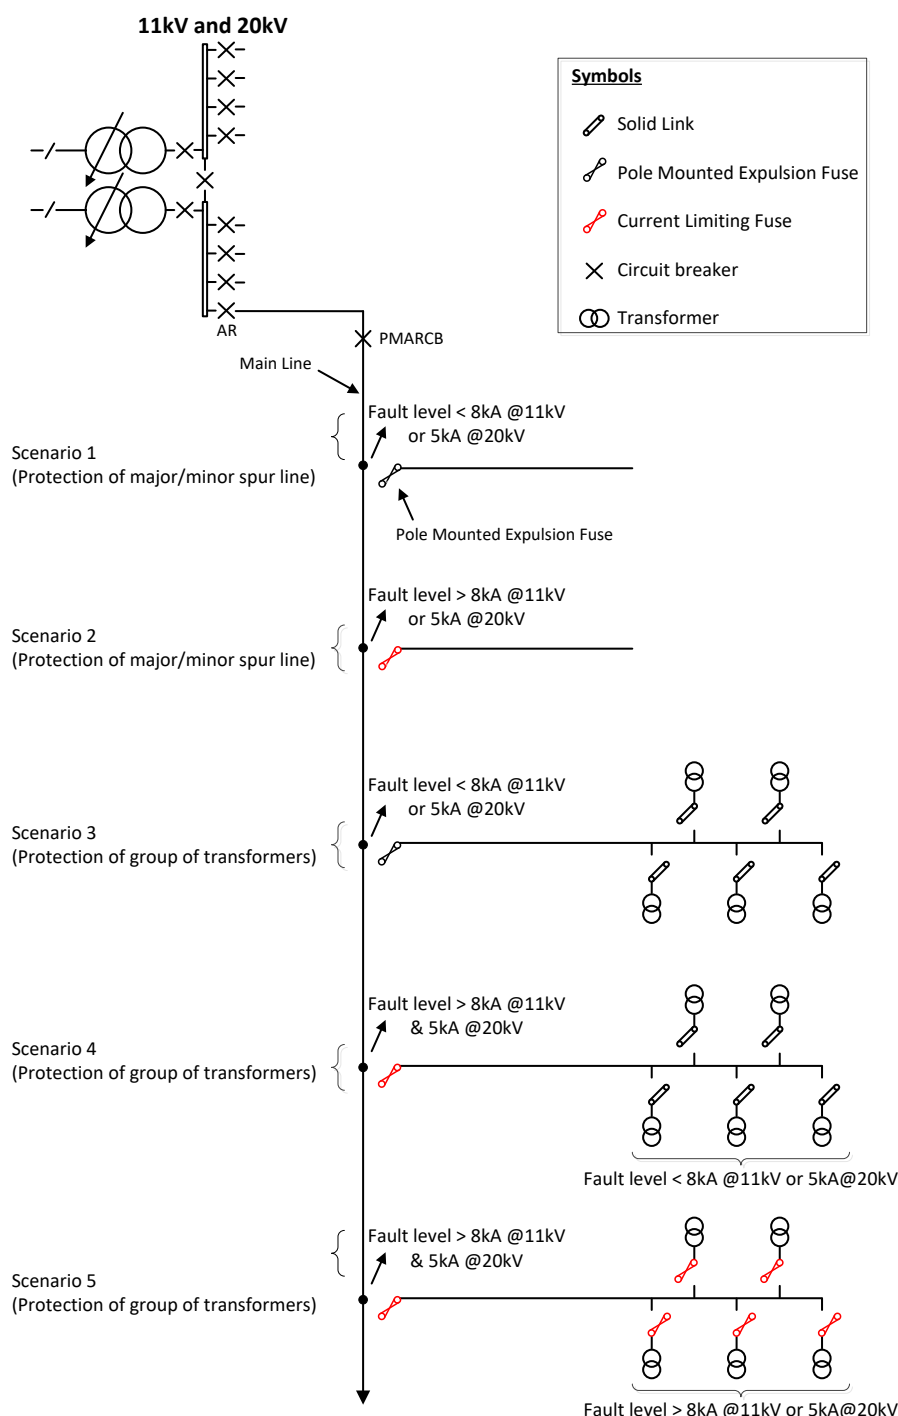 11kV and 20kV
Symbols
Solid Link
Pole Mounted Expulsion Fuse
Current Limiting Fuse
Circuit breaker
Transformer
AR
PMARCB
Main Line
Fault level < 8kA @11kV
or 5kA @20kV
Scenario 1
(Protection of major/minor spur line)
Pole Mounted Expulsion Fuse
Fault level > 8kA @11kV
or 5kA @20kV
Scenario 2
(Protection of major/minor spur line)
Fault level < 8kA @11kV
or 5kA @20kV
Scenario 3
(Protection of group of transformers)
Fault level > 8kA @11kV
& 5kA @20kV
Scenario 4
(Protection of group of transformers)
Fault level < 8kA @11kV or 5kA@20kV
Fault level > 8kA @11kV
& 5kA @20kV
Scenario 5
(Protection of group of transformers)
Fault level > 8kA @11kV or 5kA@20kV